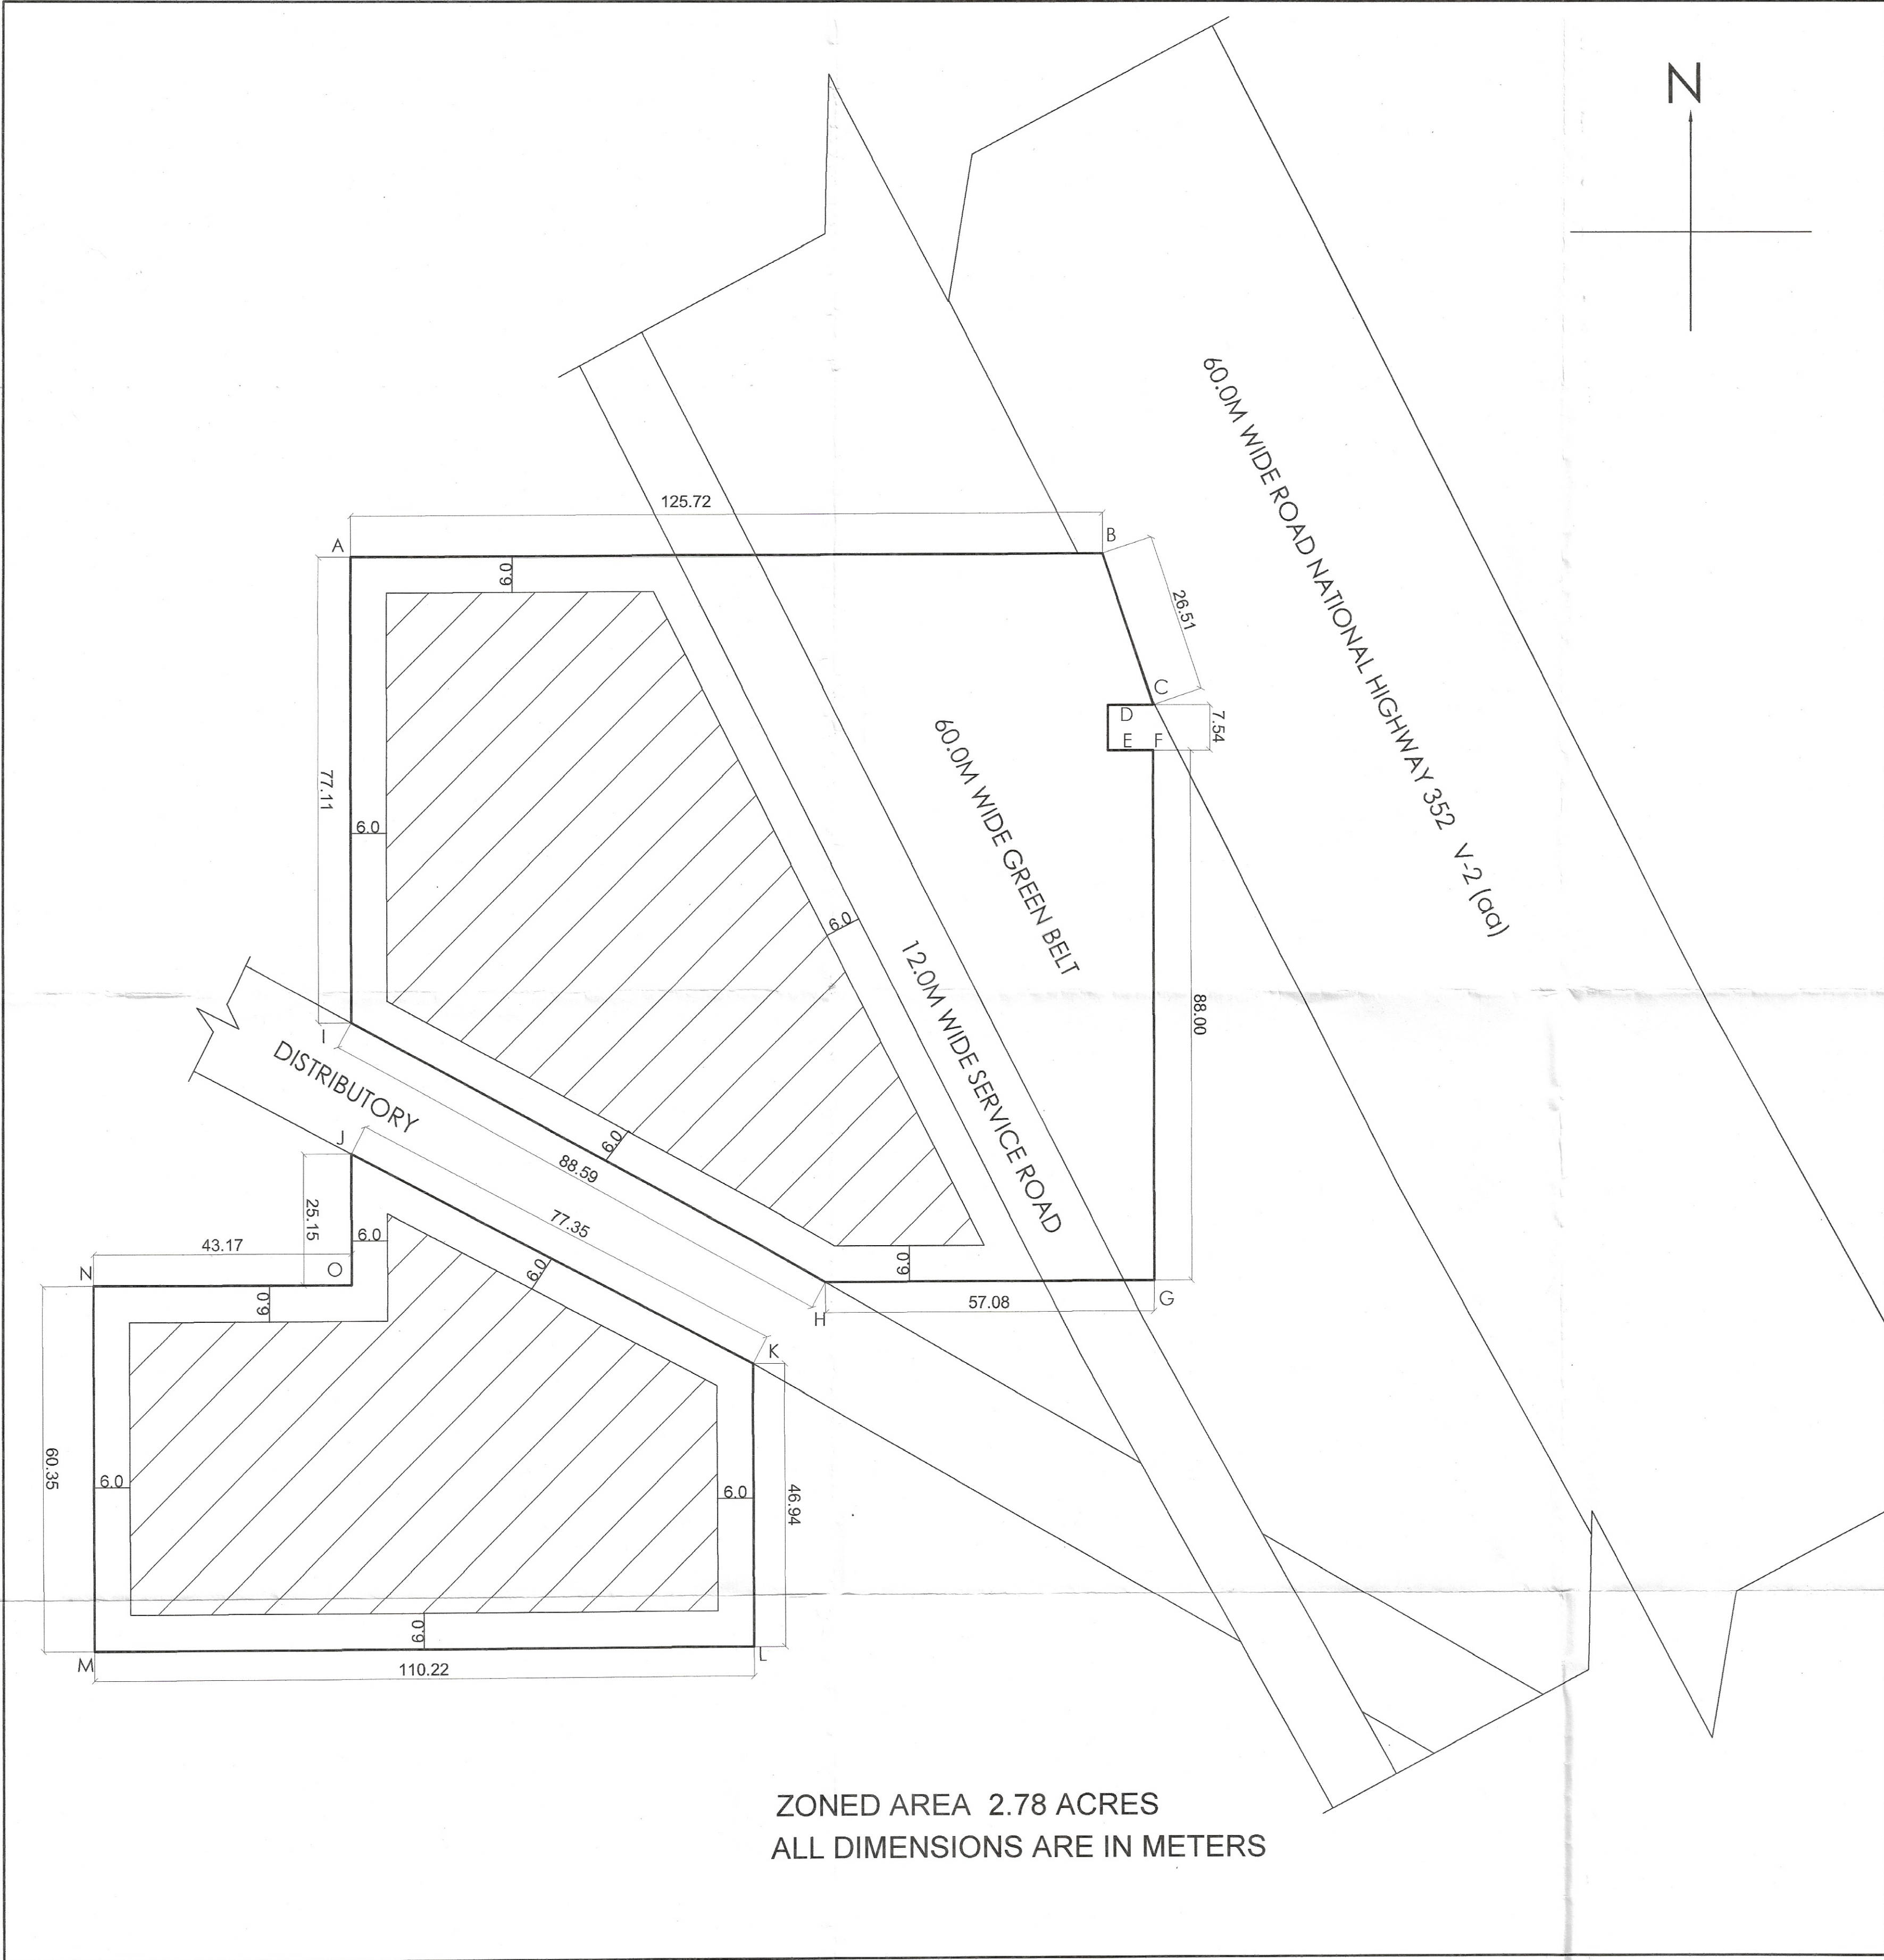 N
60.0M WIDE ROAD NATIONAL HIGHWAY 352 V-2 (aa)
125.72
A
B
6.0
26.51
C
D
7.54
E F
60.0M WIDE GREEN BELT
77.11
6.0
6.0
12.0M WIDE SERVICE ROAD
88.00
I
DISTRIBUTORY
J
6.0
88.59
25.15
77.35
6.0
43.17
O
N
6.0
6.0
6.0
57.08
G
H
K
60.35
6.0
6.0
46.94
6.0
M
L
110.22
ZONED AREA 2.78 ACRES
ALL DIMENSIONS ARE IN METERS